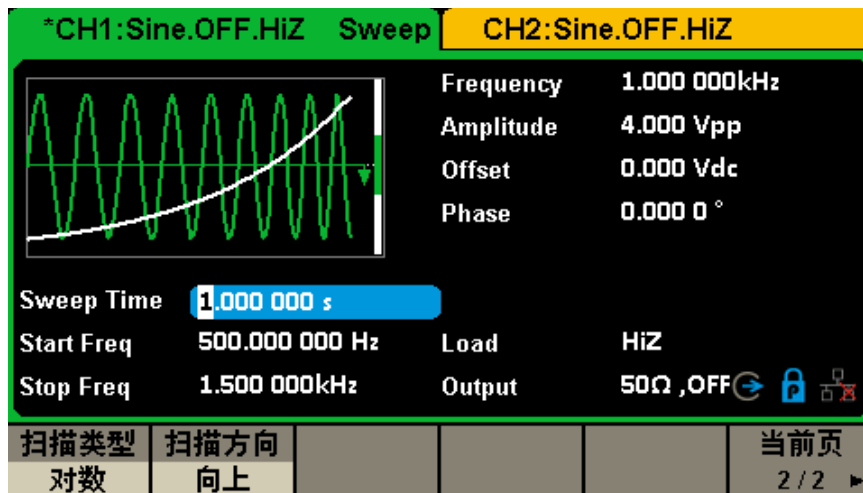 *CH1:Sine.OFF.HiZ Sweep CH2:Sine.OFF.HiZ
Frequency 1.000 000kHz
Amplitude 4.000 Vpp
Offset 0.000 Vdc
Phase 0.000 0 °
Sweep Time 1.000 000 s
Start Freq 500.000 000 Hz Load HiZ
Stop Freq 1.500 000kHz Output 50Ω ,OFF P
扫描类型 扫描方向 当前页
对数 向上 2/2